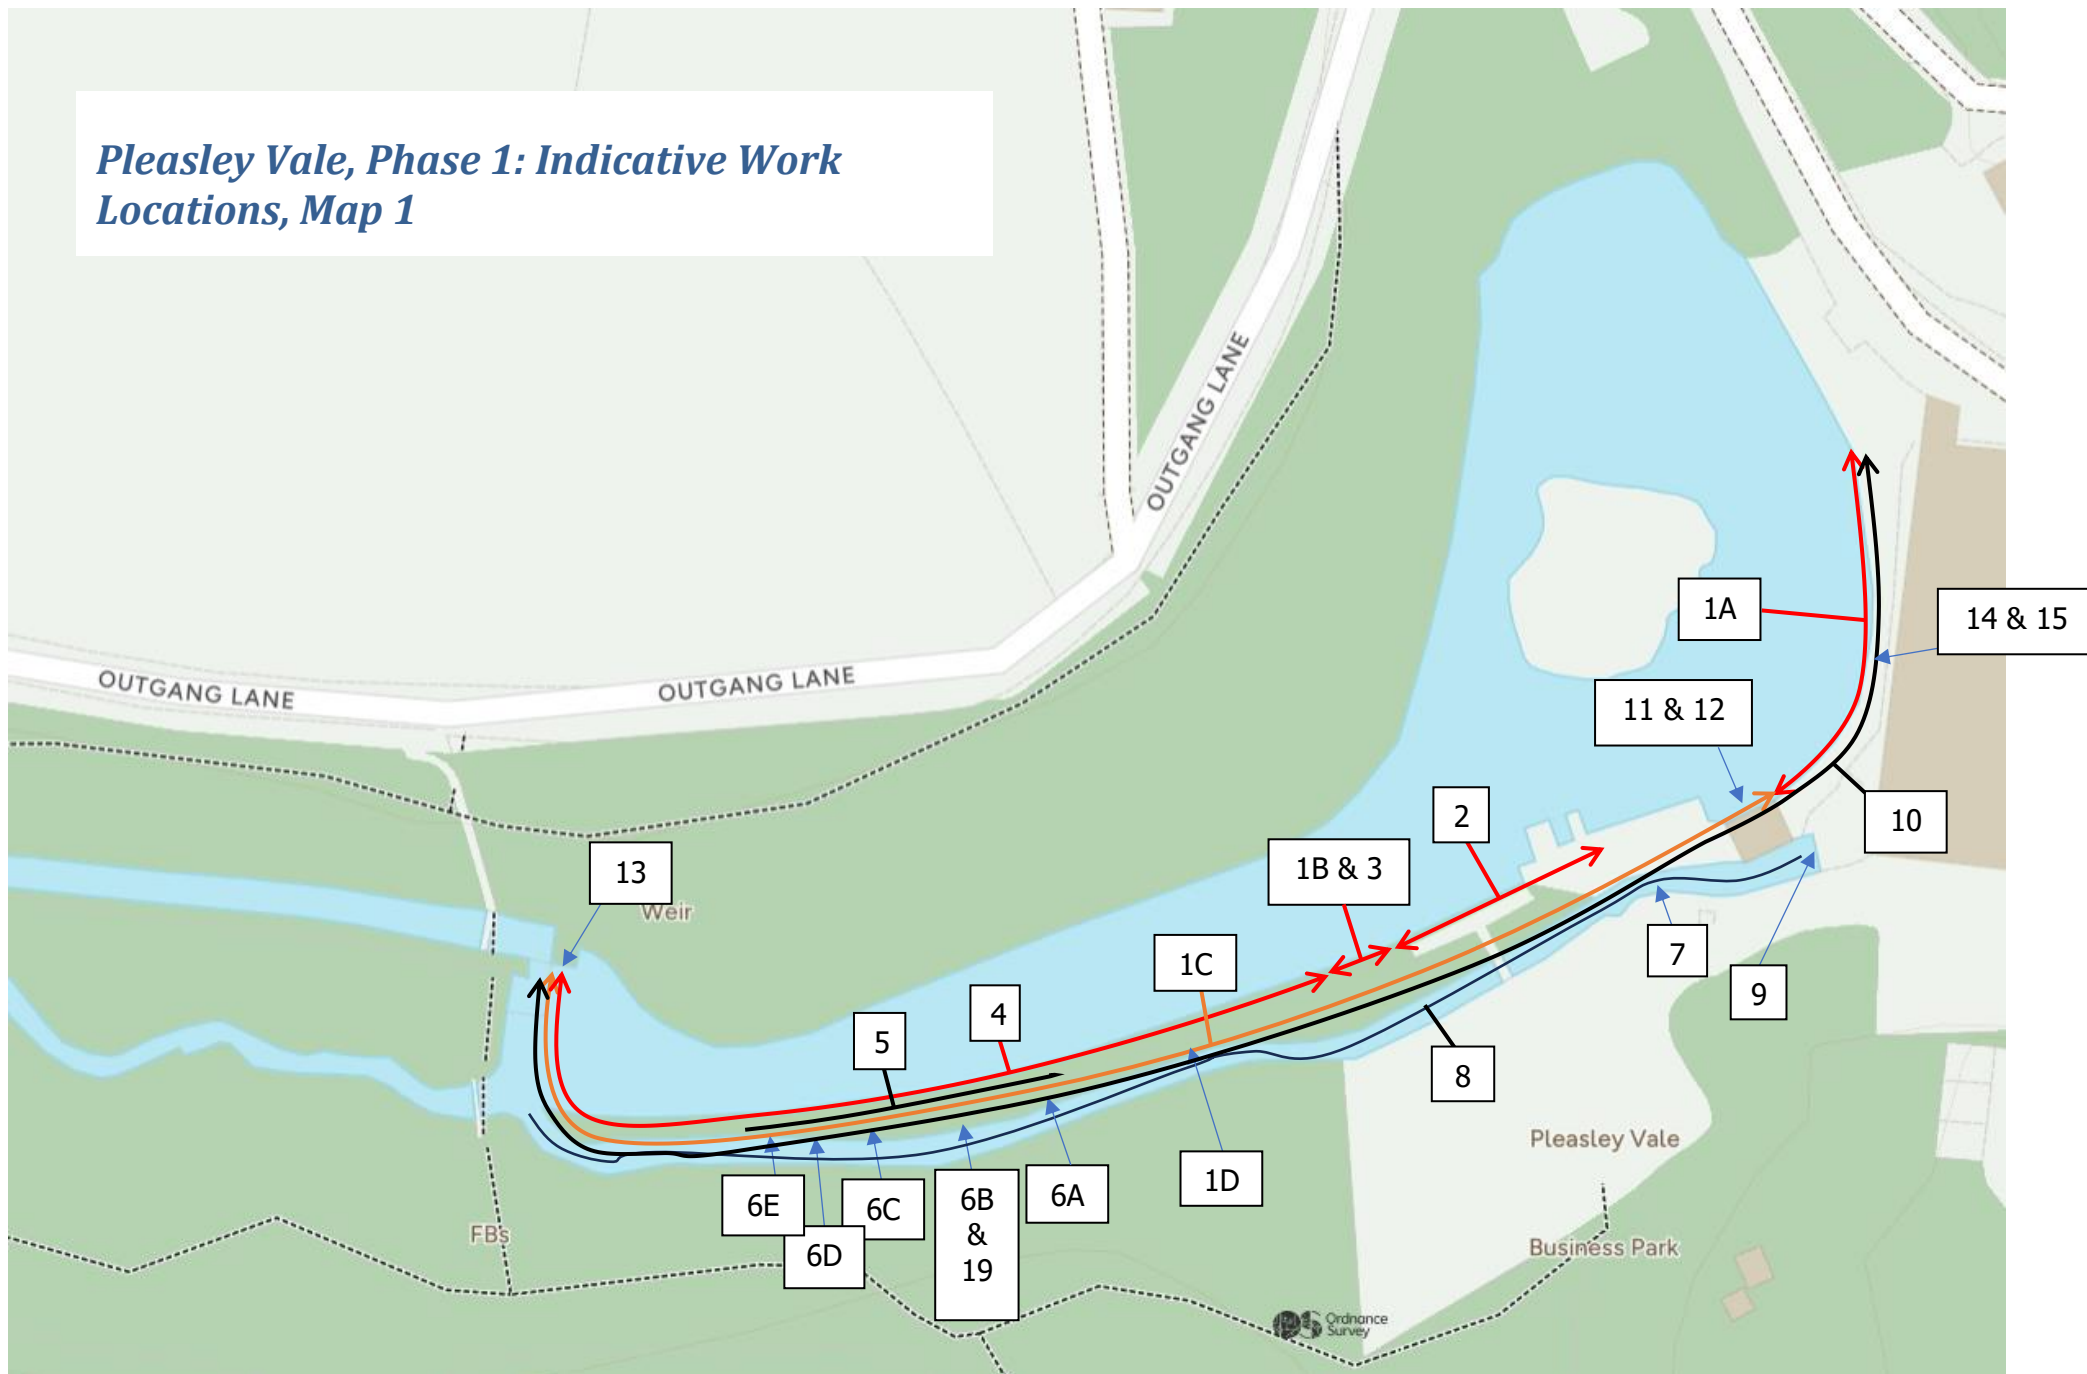 Pleasley Vale, Phase 1: Indicative Work
Locations, Map 1
OUTGANG LANE
OUTGANG LANE
OUTGANG LANE
1A
14 & 15
11 & 12
2
10
1B & 3
13
Weir
7
1C
9
4
5
8
Pleasley Vale
1D
6A
6B
&
19
6C
6E
6D
FBs
Business Park
Ordnance
Survey